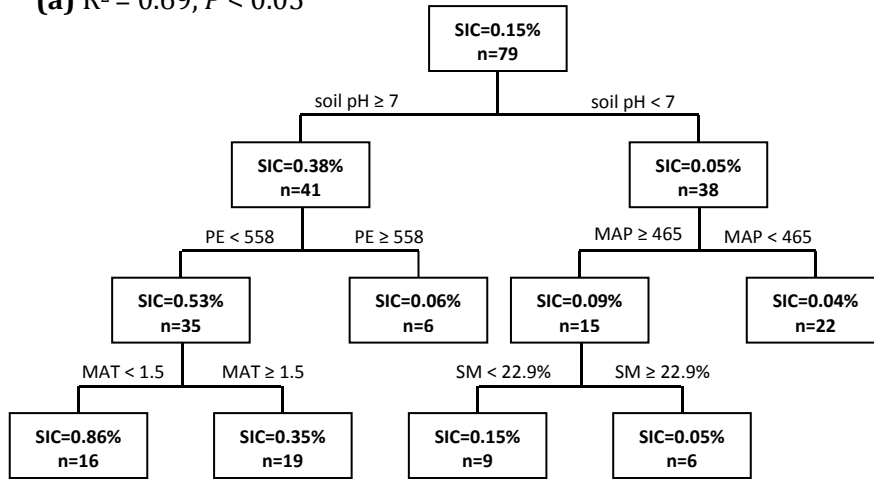 (a) R² = 0.69, P < 0.05
SIC=0.15%
n=79
soil pH ≥ 7
soil pH < 7
SIC=0.38%
n=41
SIC=0.05%
n=38
PE < 558
PE ≥ 558
MAP ≥ 465
MAP < 465
SIC=0.53%
n=35
SIC=0.06%
n=6
SIC=0.09%
n=15
SIC=0.04%
n=22
MAT < 1.5
MAT ≥ 1.5
SM < 22.9%
SM ≥ 22.9%
SIC=0.86%
n=16
SIC=0.35%
n=19
SIC=0.15%
n=9
SIC=0.05%
n=6